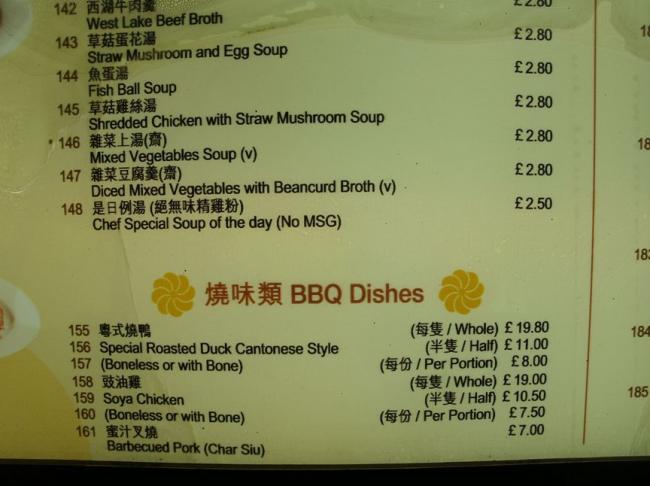 142 西湖牛肉羹 £2.80
West Lake Beef Broth
143 草菇蛋花湯 £2.80
Straw Mushroom and Egg Soup
144 魚蛋湯 £2.80
Fish Ball Soup
145 草菇雞絲湯 £2.80
Shredded Chicken with Straw Mushroom Soup
146 雜菜上湯(齋) £2.80
Mixed Vegetables Soup (v)
147 雜菜豆腐羹(齋) £2.80
Diced Mixed Vegetables with Beancurd Broth (v)
148 是日例湯 (絕無味精雞粉) £2.50
Chef Special Soup of the day (No MSG)
燒味類 BBQ Dishes
155 粵式燒鴨 (每隻 / Whole) £19.80
156 Special Roasted Duck Cantonese Style (半隻 / Half) £11.00
157 (Boneless or with Bone) (每份 / Per Portion) £8.00
158 豉油雞 (每隻 / Whole) £19.00
159 Soya Chicken (半隻 / Half) £10.50
160 (Boneless or with Bone) (每份 / Per Portion) £7.50
161 蜜汁叉燒 £7.00
Barbecued Pork (Char Siu)
184
185